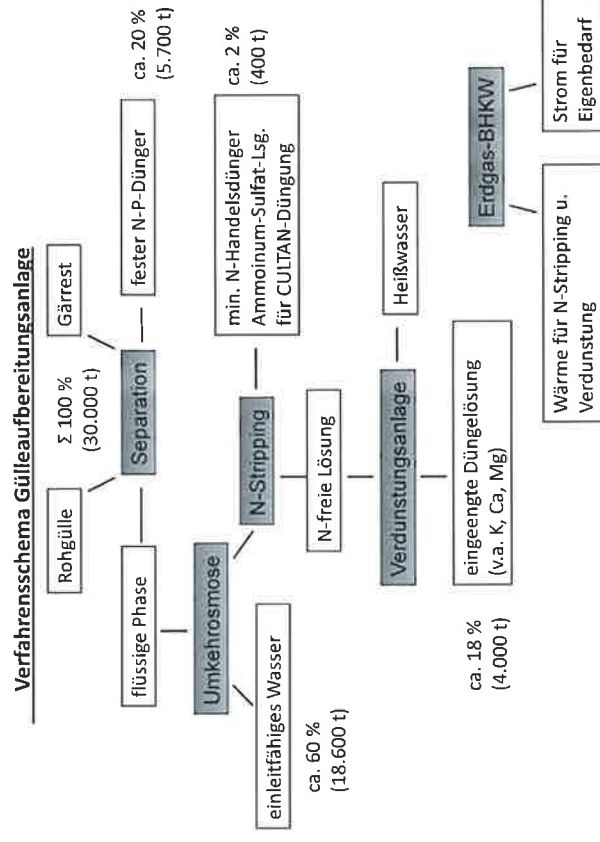 Verfahrensschema Gülleaufbereitungsanlage
Rohgülle
Σ 100 %
(30.000 t)
Gärrest
flüssige Phase
Separation
fester N-P-Dünger
ca. 20 %
(5.700 t)
Umkehrosmose
einleitfähiges Wasser
ca. 60 %
(18.600 t)
N-Stripping
min. N-Handelsdünger
Ammoinum-Sulfat-Lsg.
für CULTAN-Düngung
ca. 2 %
(400 t)
N-freie Lösung
Verdunstungsanlage
Heißwasser
ca. 18 %
(4.000 t)
eingeengte Düngelösung
(v.a. K, Ca, Mg)
Erdgas-BHKW
Wärme für N-Stripping u.
Verdunstung
Strom für
Eigenbedarf